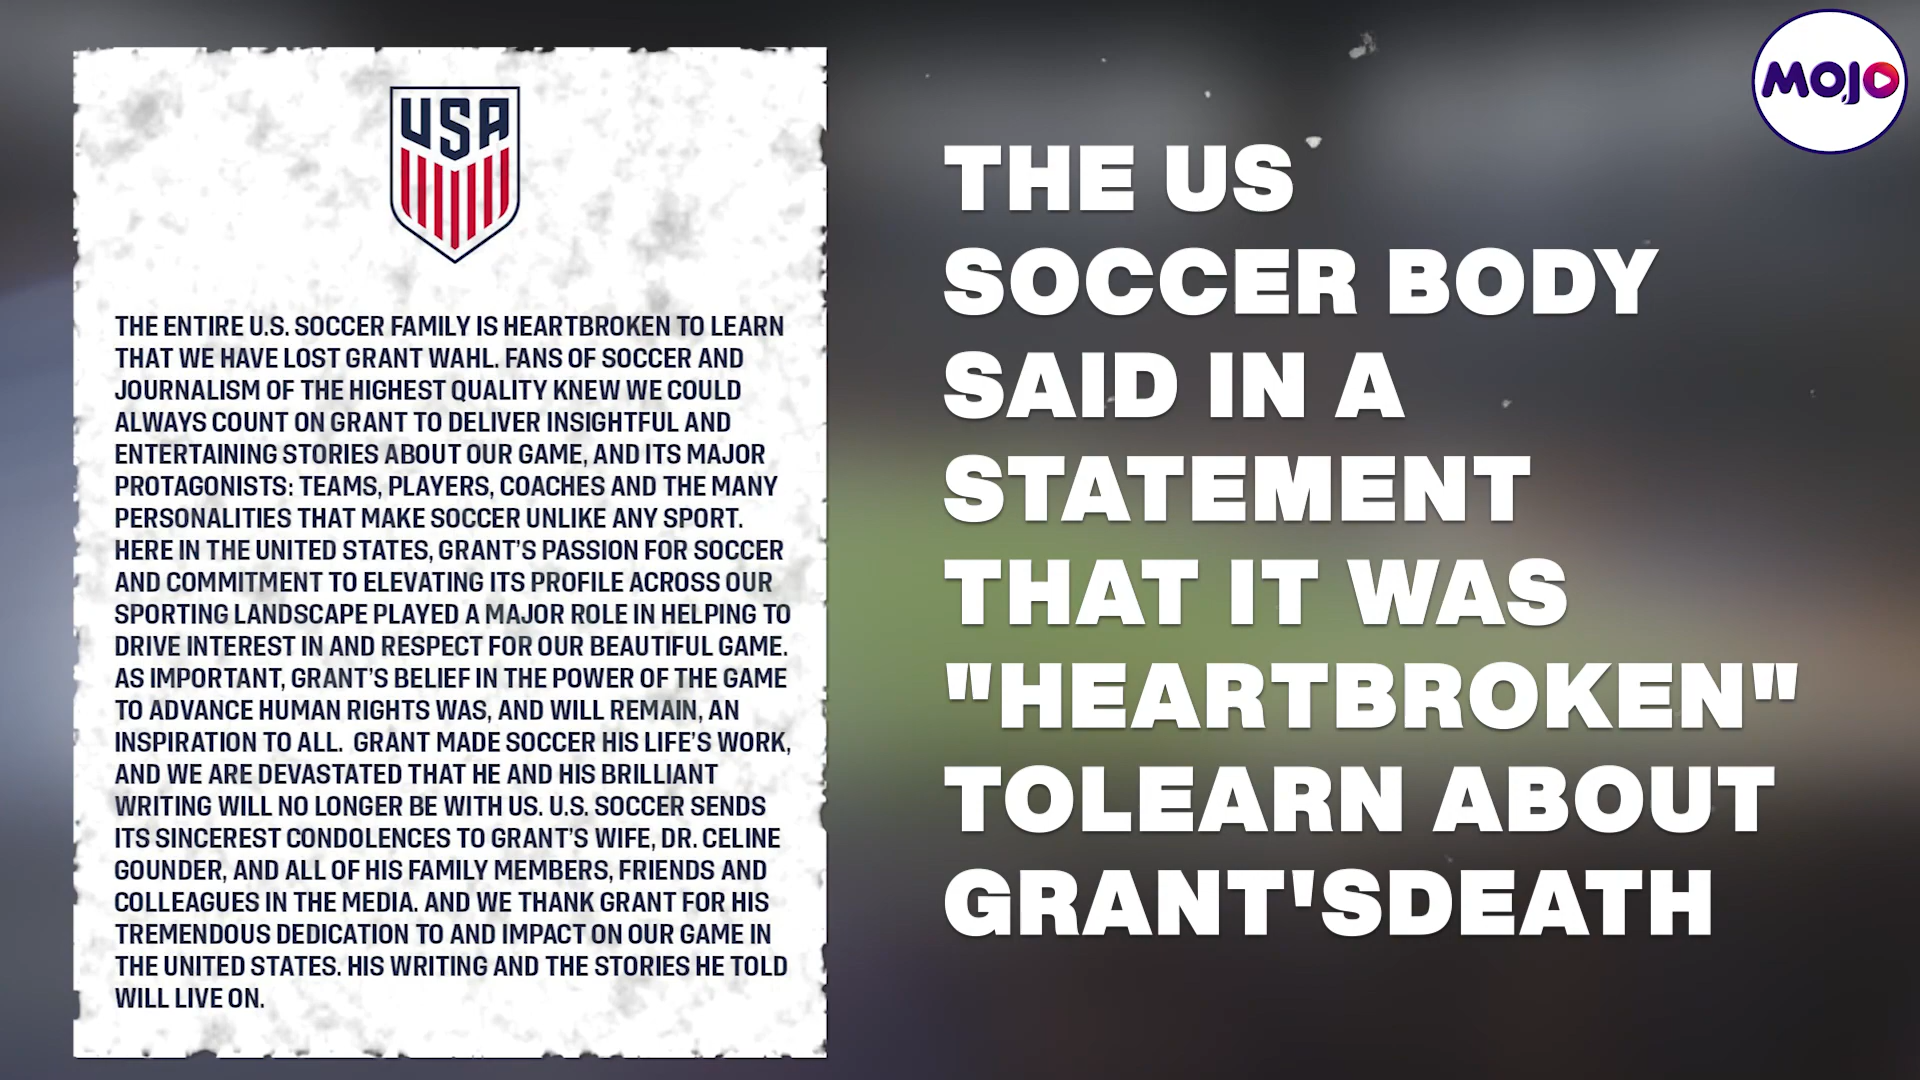 USA
THE ENTIRE U.S. SOCCER FAMILY IS HEARTBROKEN TO LEARN
THAT WE HAVE LOST GRANT WAHL. FANS OF SOCCER AND
JOURNALISM OF THE HIGHEST QUALITY KNEW WE COULD
ALWAYS COUNT ON GRANT TO DELIVER INSIGHTFUL AND
ENTERTAINING STORIES ABOUT OUR GAME, AND ITS MAJOR
PROTAGONISTS: TEAMS, PLAYERS, COACHES AND THE MANY
PERSONALITIES THAT MAKE SOCCER UNLIKE ANY SPORT.
HERE IN THE UNITED STATES, GRANT'S PASSION FOR SOCCER
AND COMMITMENT TO ELEVATING ITS PROFILE ACROSS OUR
SPORTING LANDSCAPE PLAYED A MAJOR ROLE IN HELPING TO
DRIVE INTEREST IN AND RESPECT FOR OUR BEAUTIFUL GAME.
AS IMPORTANT, GRANT'S BELIEF IN THE POWER OF THE GAME
TO ADVANCE HUMAN RIGHTS WAS, AND WILL REMAIN, AN
INSPIRATION TO ALL. GRANT MADE SOCCER HIS LIFE'S WORK,
AND WE ARE DEVASTATED THAT HE AND HIS BRILLIANT
WRITING WILL NO LONGER BE WITH US. U.S. SOCCER SENDS
ITS SINCEREST CONDOLENCES TO GRANT'S WIFE, DR. CELINE
GOUNDER, AND ALL OF HIS FAMILY MEMBERS, FRIENDS AND
COLLEAGUES IN THE MEDIA. AND WE THANK GRANT FOR HIS
TREMENDOUS DEDICATION TO AND IMPACT ON OUR GAME IN
THE UNITED STATES. HIS WRITING AND THE STORIES HE TOLD
WILL LIVE ON.
MOJO
THE US
SOCCER BODY
SAID IN A
STATEMENT
THAT IT WAS
"HEARTBROKEN"
TOLEARN ABOUT
GRANT'SDEATH